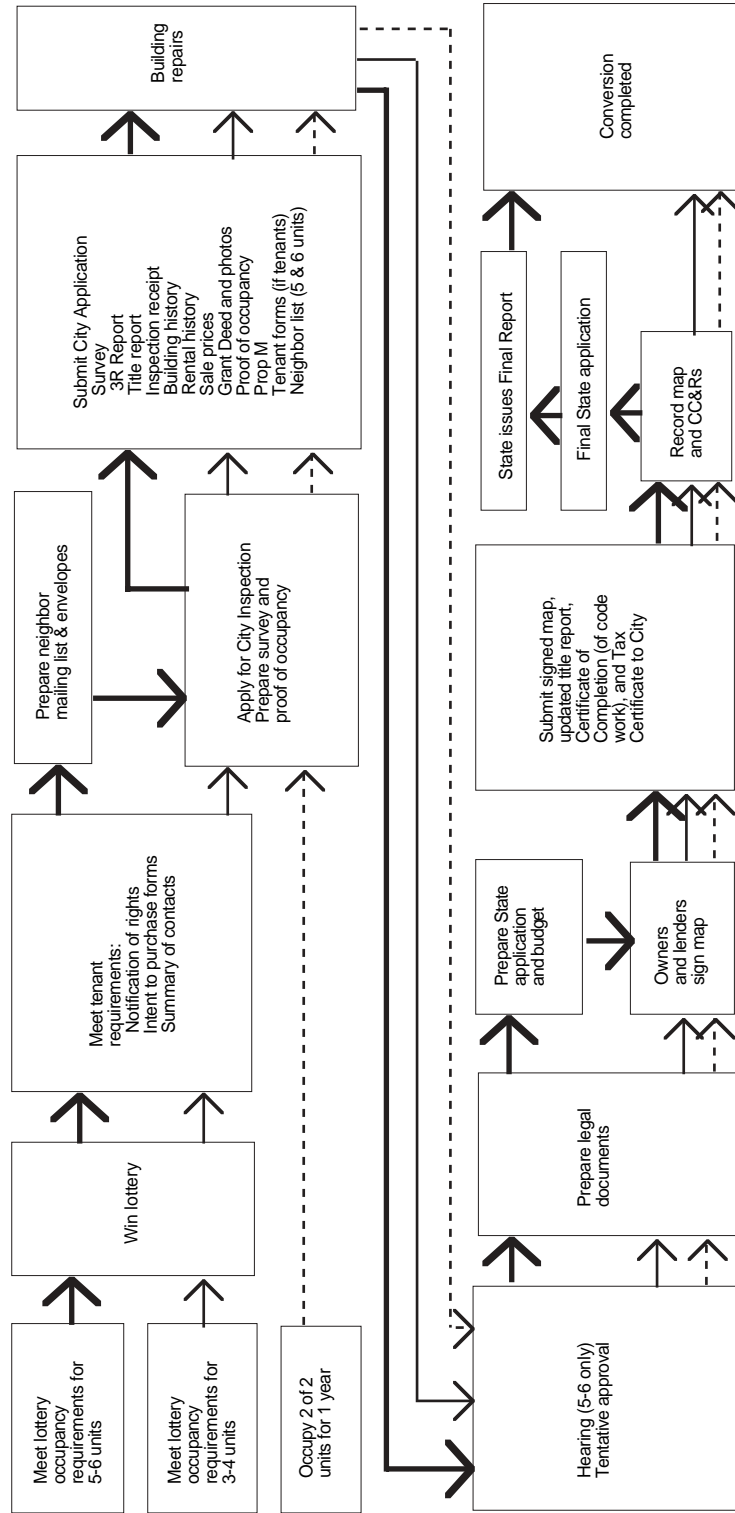 Meet lottery
occupancy
requirements for
5-6 units
Meet lottery
occupancy
requirements for
3-4 units
Occupy 2 of 2
units for 1 year
Win lottery
Meet tenant
requirements:
Notification of rights
Intent to purchase forms
Summary of contacts
Prepare neighbor
mailing list & envelopes
Apply for City Inspection
Prepare survey and
proof of occupancy
Submit City Application
Survey
3R Report
Title report
Inspection receipt
Building history
Rental history
Sale prices
Grant Deed and photos
Proof of occupancy
Prop M
Tenant forms (if tenants)
Neighbor list (5 & 6 units)
Building
repairs
Hearing (5-6 only)
Tentative approval
Prepare legal
documents
Prepare State
application
and budget
Owners
and lenders
sign map
Submit signed map,
updated title report,
Certificate of
Completion (of code
work), and Tax
Certificate to City
Record map
and CC&Rs
Final State application
State issues Final Report
Conversion
completed